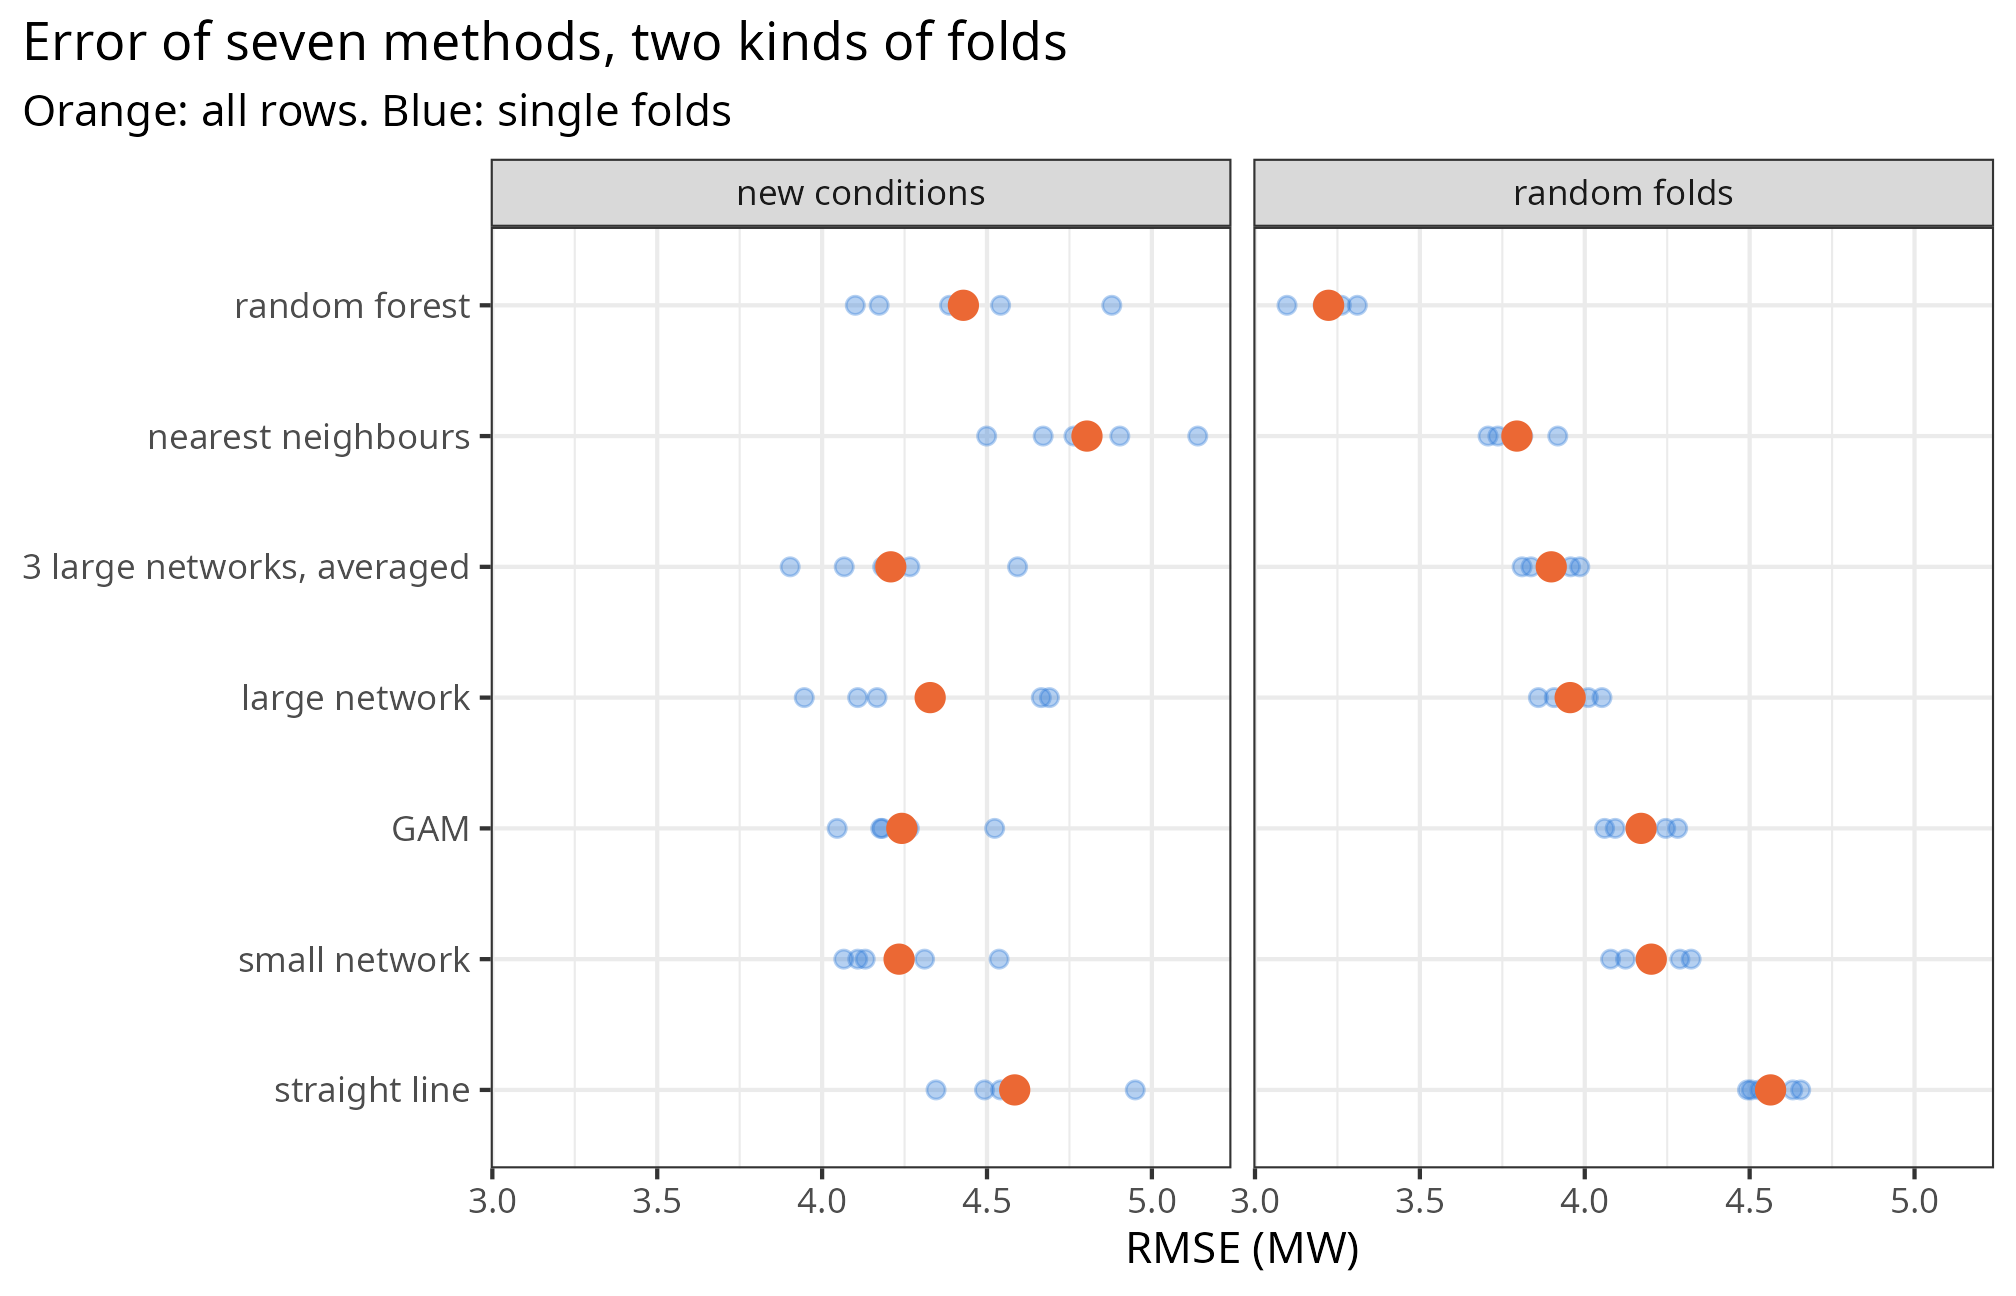 Error of seven methods, two kinds of folds
Orange: all rows. Blue: single folds
new conditions
random folds
random forest
nearest neighbours
3 large networks, averaged
large network
GAM
small network
straight line
3.0 3.5 4.0 4.5 5.0 3.0 3.5 4.0 4.5 5.0
RMSE (MW)